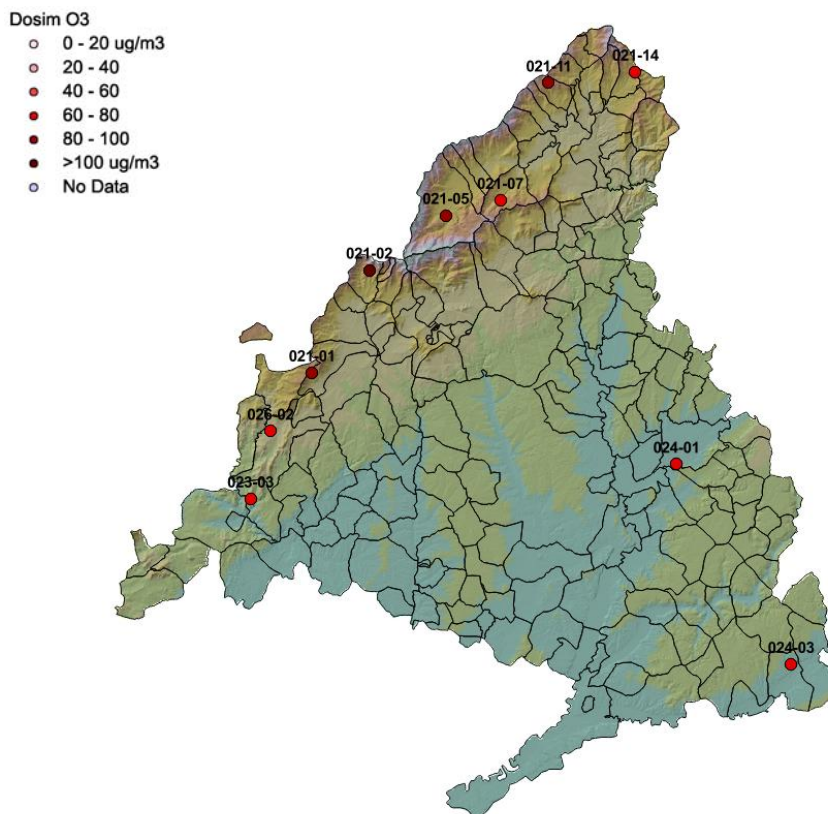 Dosim O3
0 - 20 ug/m3
20 - 40
40 - 60
60 - 80
80 - 100
>100 ug/m3
No Data
021-14
021-11
021-07
021-05
021-02
021-01
026-02
024-01
023-03
024-03